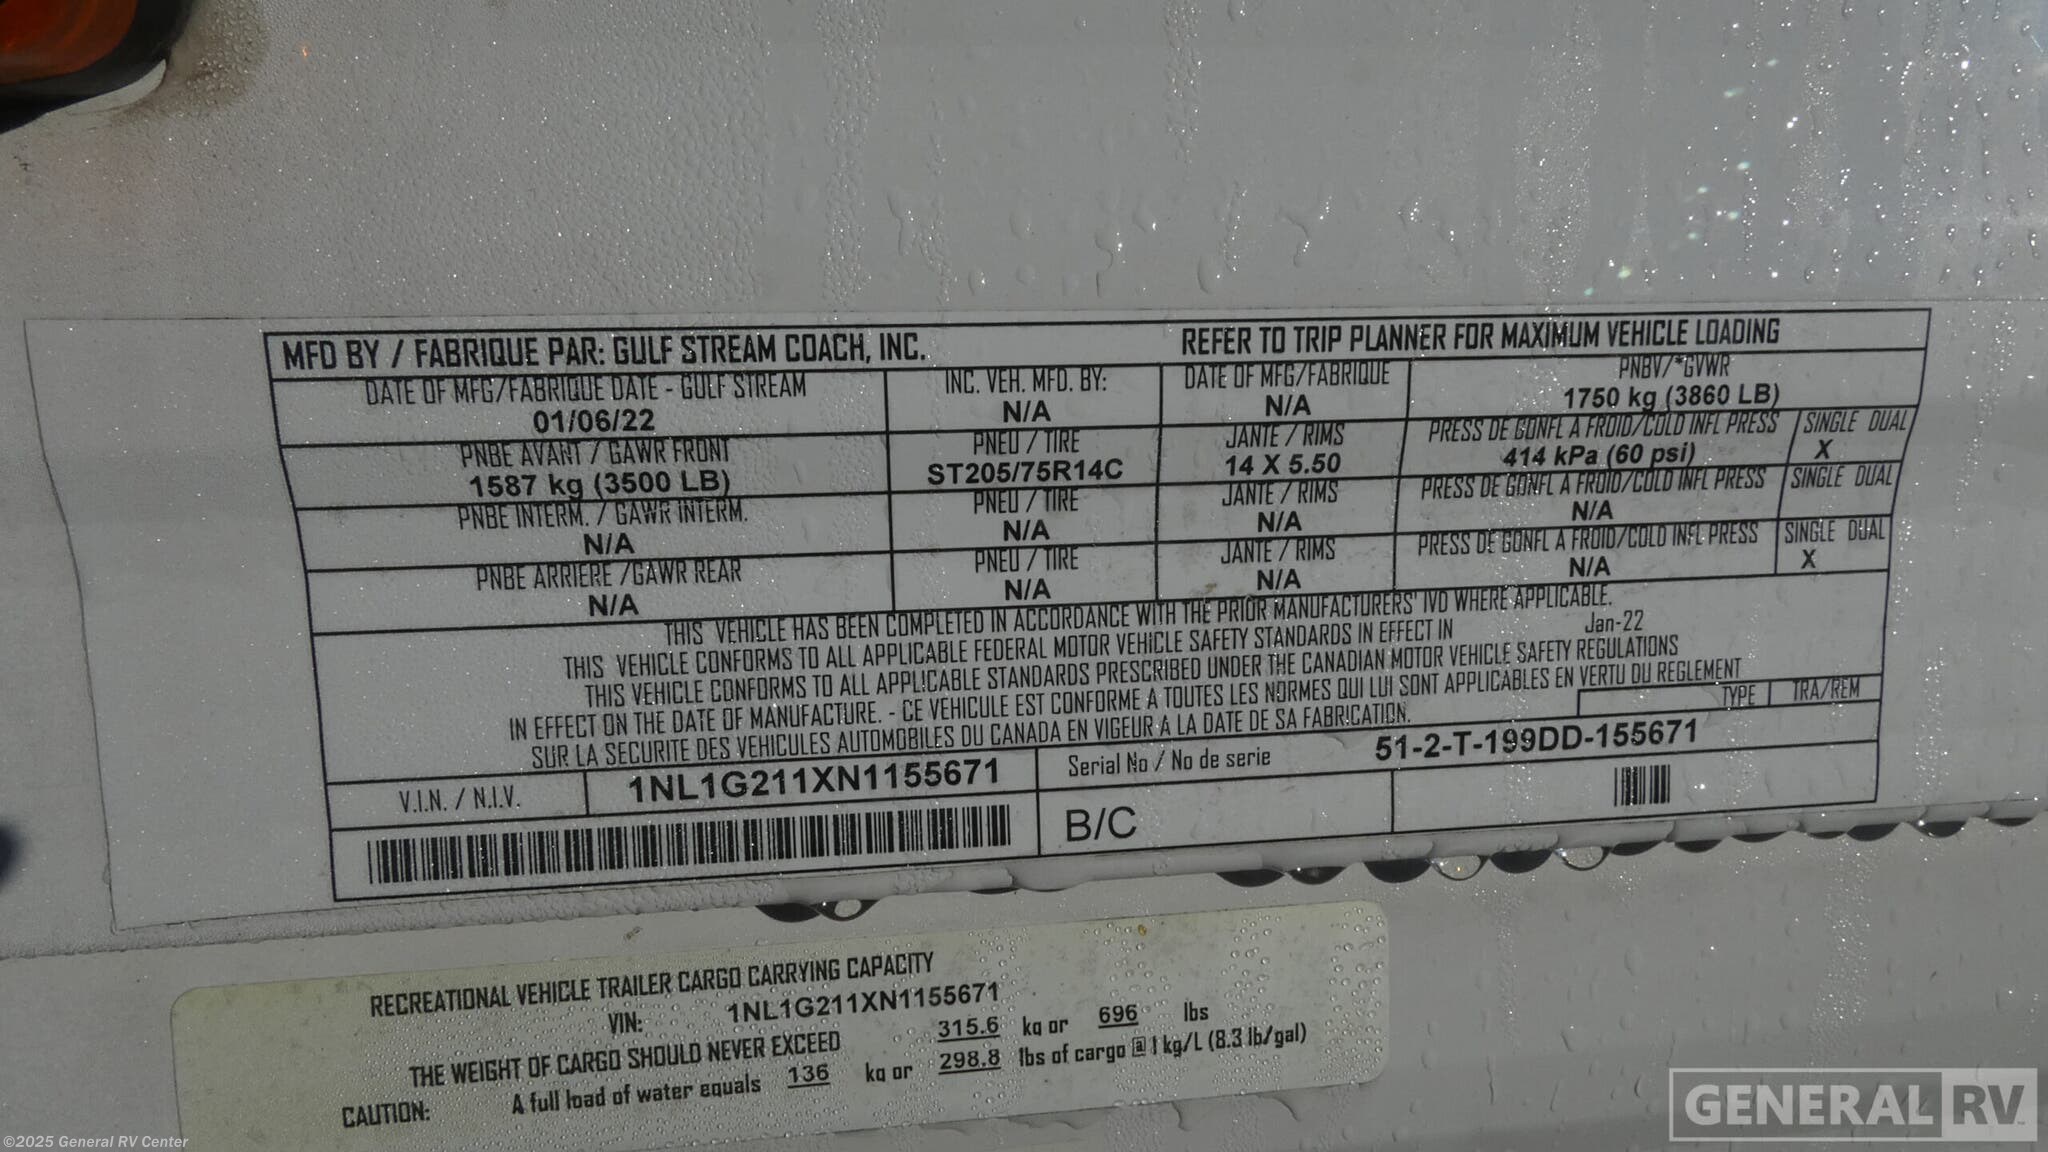 MFD BY / FABRIQUE PAR: GULF STREAM COACH, INC. REFER TO TRIP PLANNER FOR MAXIMUM VEHICLE LOADING
DATE OF MFG/FABRIQUE DATE - GULF STREAM INC. VEH. MFD. BY: DATE OF MFG/FABRIQUE PNBV/*GVWR
01/06/22 N/A N/A 1750 kg (3860 LB)
PNBE AVANT / GAWR FRONT PNEU / TIRE JANTE / RIMS PRESS DE GONFL A FROID/COLD INFL PRESS SINGLE DUAL
1587 kg (3500 LB) ST205/75R14C 14 X 5.50 414 kPa (60 psi) X
PNBE INTERM. / GAWR INTERM. PNEU / TIRE JANTE / RIMS PRESS DE GONFL A FROID/COLD INFL PRESS SINGLE DUAL
N/A N/A N/A N/A
PNBE ARRIERE /GAWR REAR PNEU / TIRE JANTE / RIMS PRESS DE GONFL A FROID/COLD INFL PRESS SINGLE DUAL
N/A N/A N/A N/A X
THIS VEHICLE HAS BEEN COMPLETED IN ACCORDANCE WITH THE PRIOR MANUFACTURERS' IVD WHERE APPLICABLE.
THIS VEHICLE CONFORMS TO ALL APPLICABLE FEDERAL MOTOR VEHICLE SAFETY STANDARDS IN EFFECT IN Jan-22
THIS VEHICLE CONFORMS TO ALL APPLICABLE STANDARDS PRESCRIBED UNDER THE CANADIAN MOTOR VEHICLE SAFETY REGULATIONS
IN EFFECT ON THE DATE OF MANUFACTURE. - CE VEHICULE EST CONFORME A TOUTES LES NORMES QUI LUI SONT APPLICABLES EN VERTU DU REGLEMENT
SUR LA SECURITE DES VEHICULES AUTOMOBILES DU CANADA EN VIGEUR A LA DATE DE SA FABRICATION. TYPE TRA/REM
V.I.N. / N.I.V. 1NL1G211XN1155671 Serial No / No de serie 51-2-T-199DD-155671
B/C
RECREATIONAL VEHICLE TRAILER CARGO CARRYING CAPACITY
VIN: 1NL1G211XN1155671
THE WEIGHT OF CARGO SHOULD NEVER EXCEED 315.6 kg or 696 lbs
CAUTION: A full load of water equals 136 kg or 298.8 lbs of cargo @ 1 kg/L (8.3 lb/gal)
GENERAL RV
©2025 General RV Center